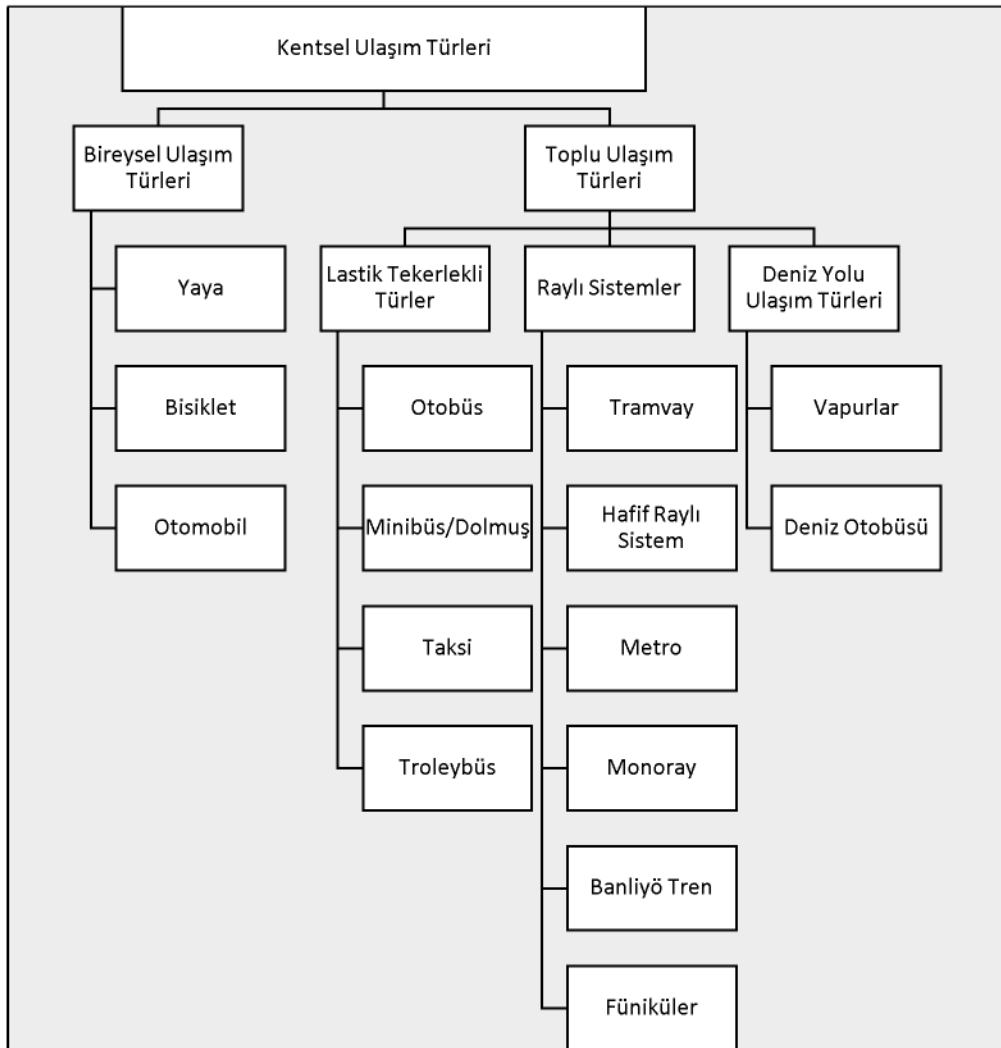 Kentsel Ulaşım Türleri
Bireysel Ulaşım
Türleri
Toplu Ulaşım
Türleri
Yaya
Bisiklet
Otomobil
Lastik Tekerlekli
Türler
Otobüs
Minibüs/Dolmuş
Taksi
Troleybüs
Raylı Sistemler
Tramvay
Hafif Raylı
Sistem
Metro
Monoray
Banliyö Tren
Füniküler
Deniz Yolu
Ulaşım Türleri
Vapurlar
Deniz Otobüsü